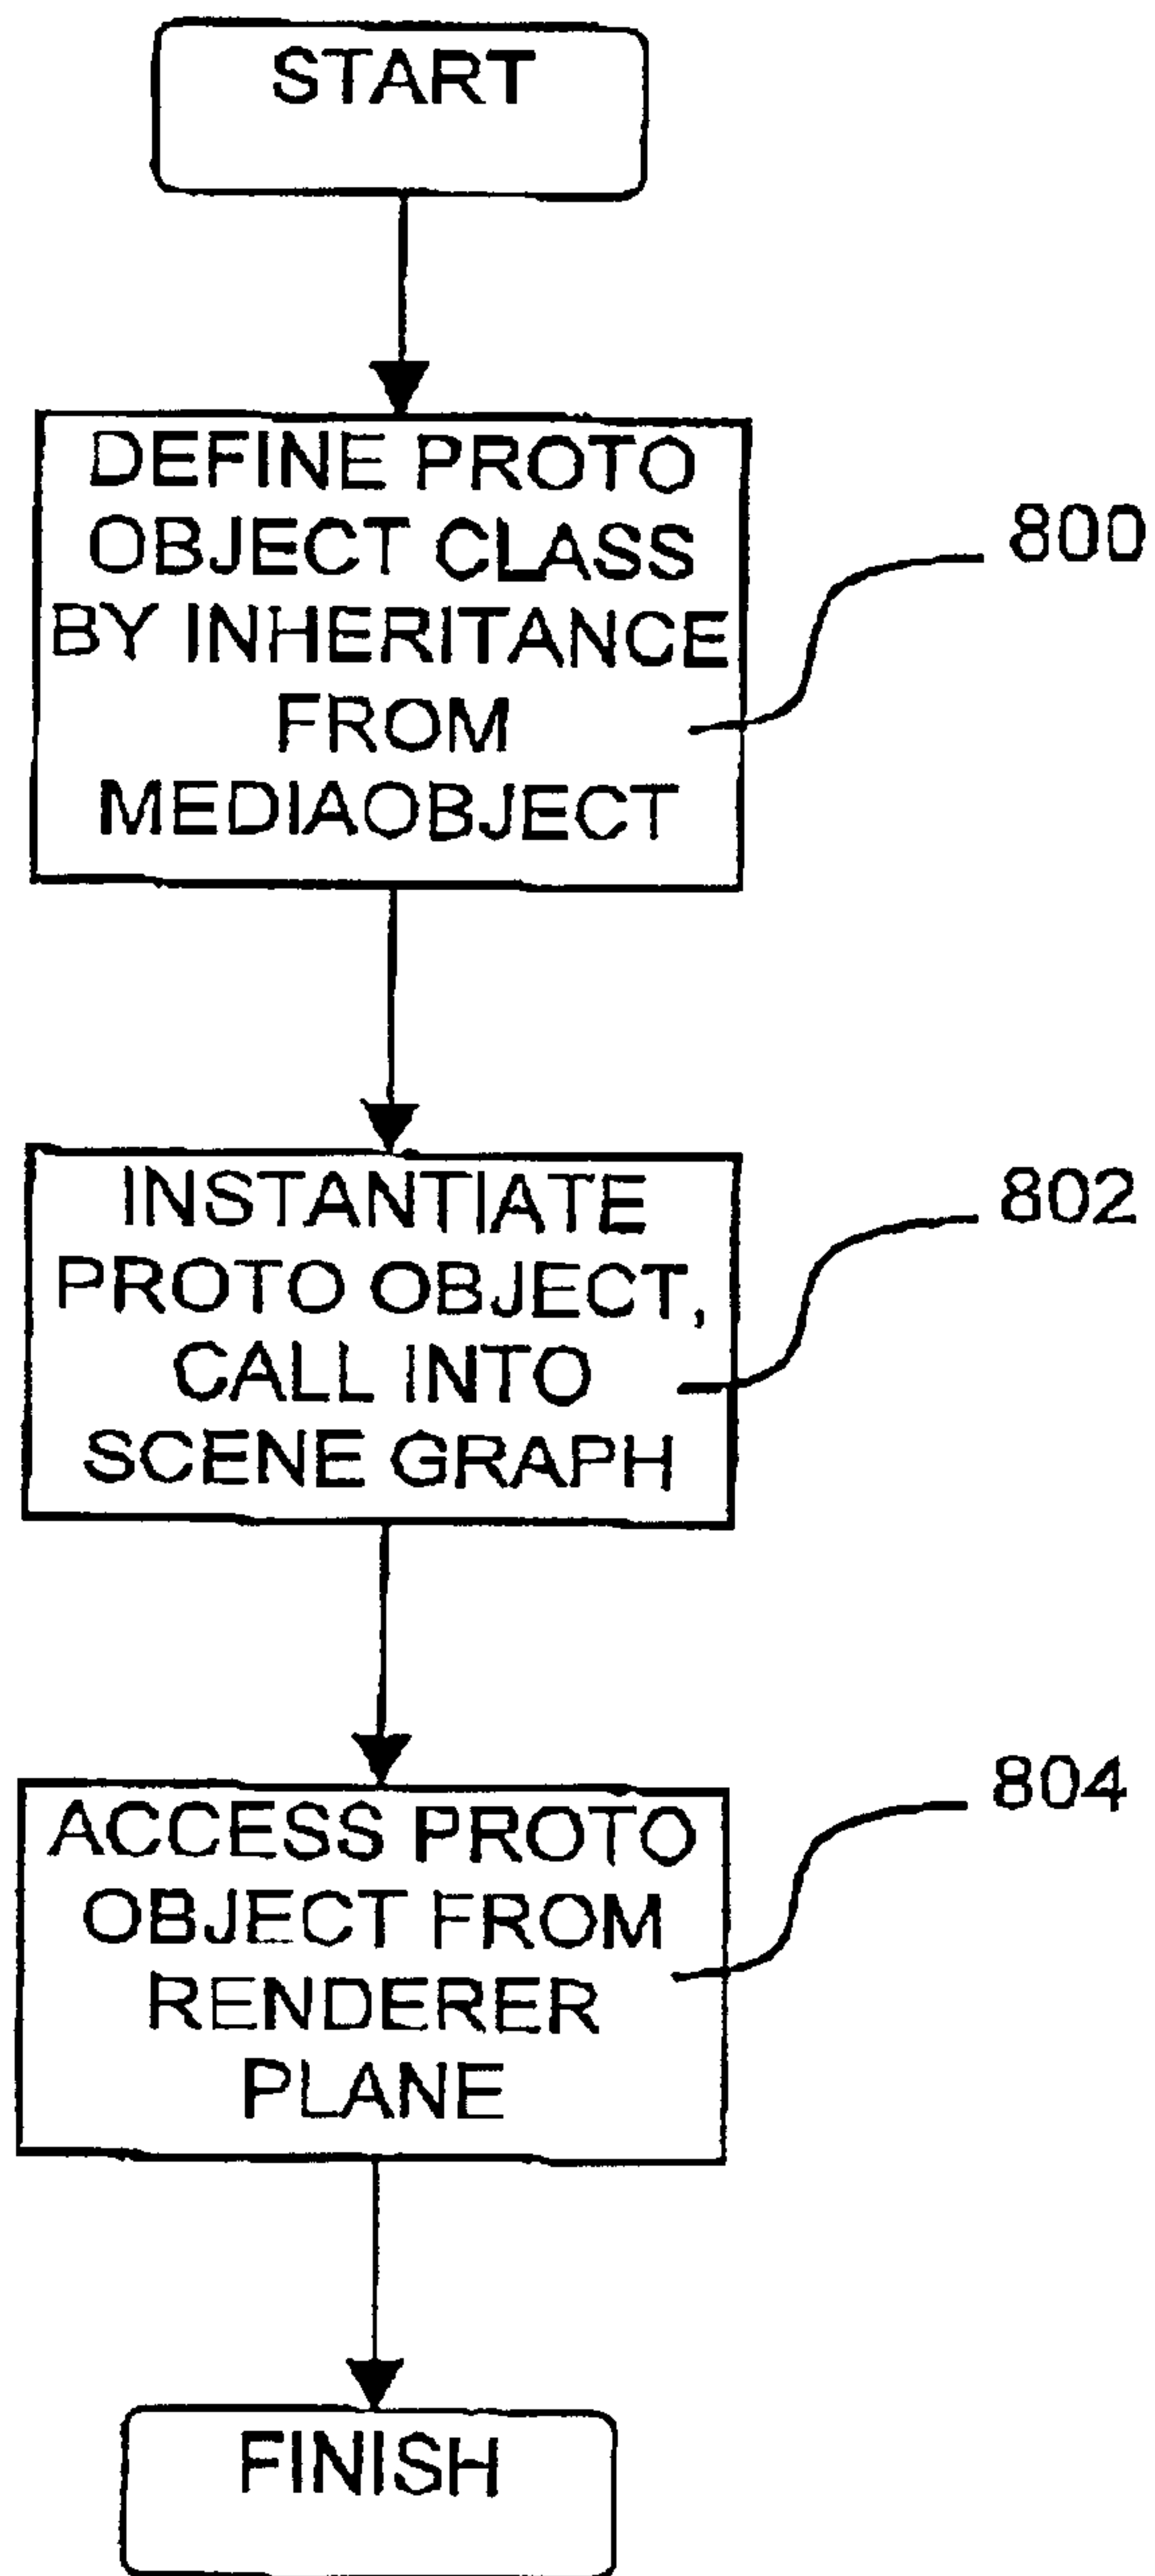 START
DEFINE PROTO
OBJECT CLASS
BY INHERITANCE
FROM
MEDIAOBJECT
800
INSTANTIATE
PROTO OBJECT,
CALL INTO
SCENE GRAPH
802
ACCESS PROTO
OBJECT FROM
RENDERER
PLANE
804
FINISH